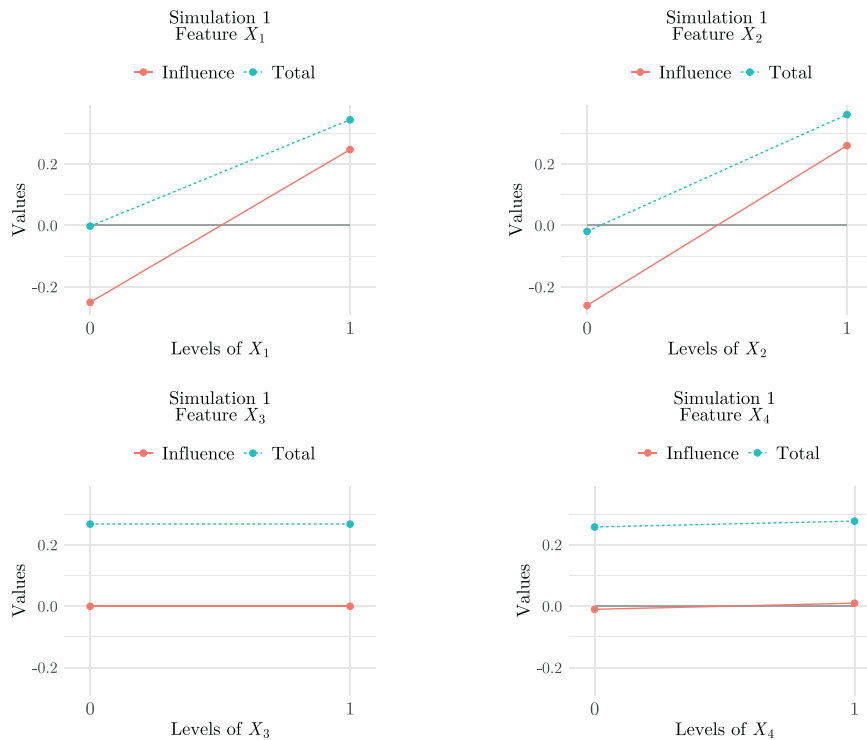 Simulation 1
Feature X₁
Influence Total
0.2
0.0
-0.2
Values
0 1
Levels of X₁
Simulation 1
Feature X₂
Influence Total
0.2
0.0
-0.2
Values
0 1
Levels of X₂
Simulation 1
Feature X₃
Influence Total
0.2
0.0
-0.2
Values
0 1
Levels of X₃
Simulation 1
Feature X₄
Influence Total
0.2
0.0
-0.2
Values
0 1
Levels of X₄